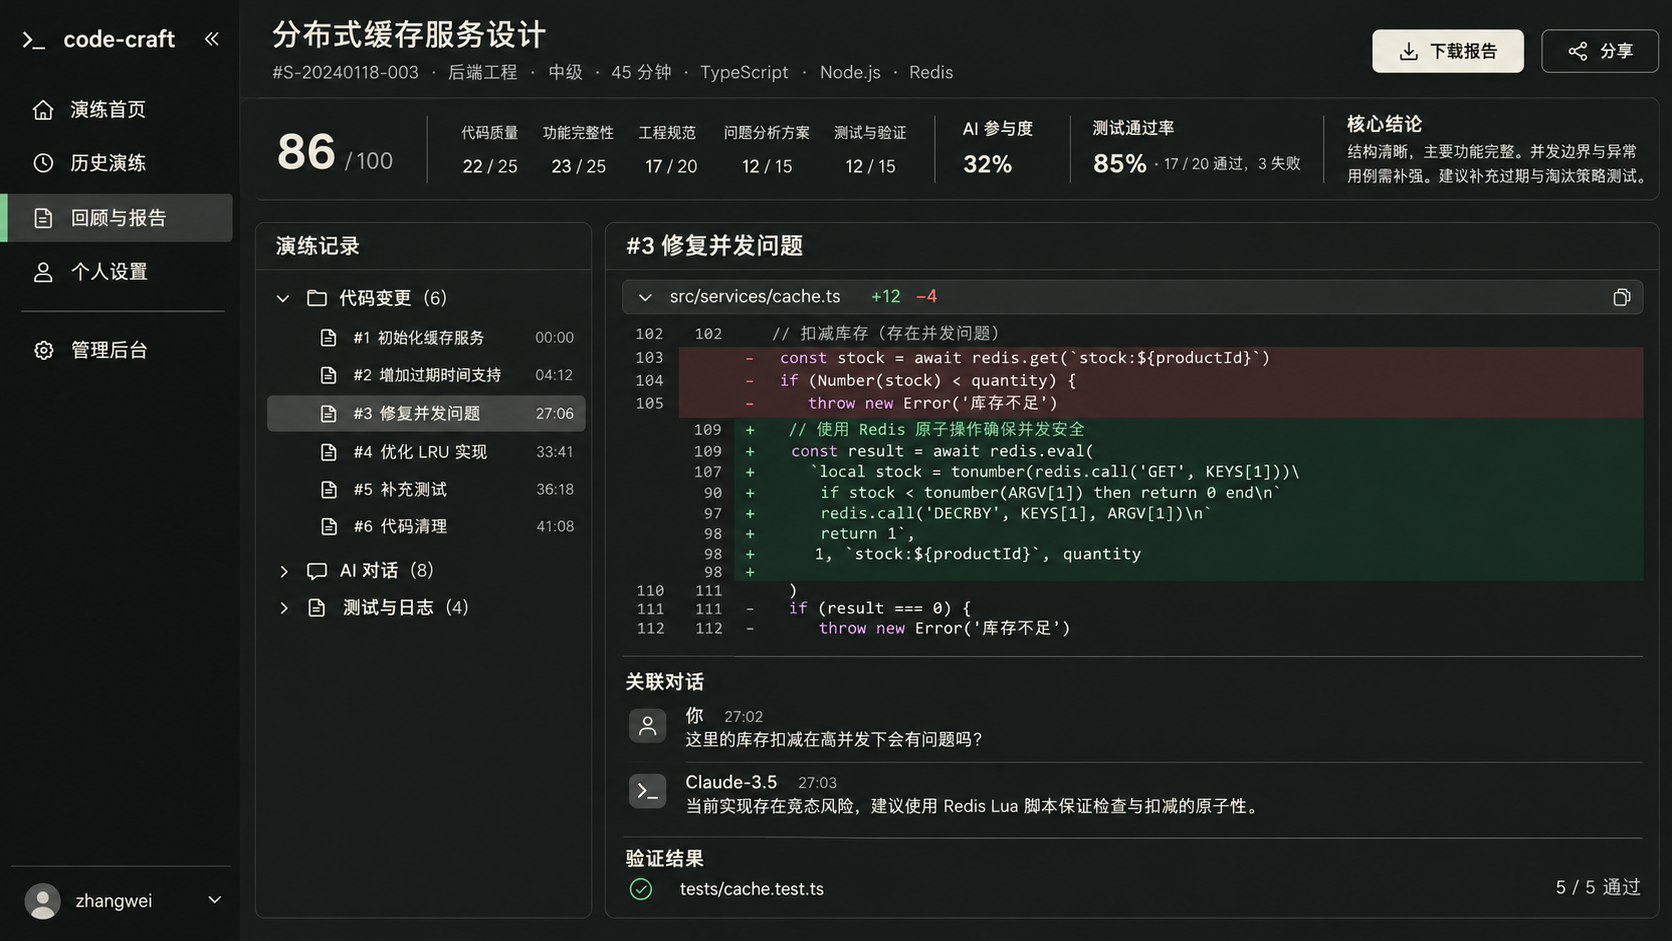 code-craft
演练首页
历史演练
回顾与报告
个人设置
管理后台
zhangwei
分布式缓存服务设计
#S-20240118-003 · 后端工程 · 中级 · 45 分钟 · TypeScript · Node.js · Redis
下载报告
分享
86 / 100
代码质量 功能完整性 工程规范 问题分析方案 测试与验证
22 / 25 23 / 25 17 / 20 12 / 15 12 / 15
AI 参与度
32%
测试通过率
85% · 17 / 20 通过，3 失败
核心结论
结构清晰，主要功能完整。并发边界与异常
用例需补强。建议补充过期与淘汰策略测试。
演练记录
代码变更（6）
#1 初始化缓存服务 00:00
#2 增加过期时间支持 04:12
#3 修复并发问题 27:06
#4 优化 LRU 实现 33:41
#5 补充测试 36:18
#6 代码清理 41:08
AI 对话（8）
测试与日志（4）
#3 修复并发问题
src/services/cache.ts +12 −4
102 102 // 扣减库存（存在并发问题）
103 - const stock = await redis.get(`stock:${productId}`)
104 - if (Number(stock) < quantity) {
105 - throw new Error('库存不足')
109 + // 使用 Redis 原子操作确保并发安全
109 + const result = await redis.eval(
107 + `local stock = tonumber(redis.call('GET', KEYS[1]))\
90 + if stock < tonumber(ARGV[1]) then return 0 end\n`
97 + redis.call('DECRBY', KEYS[1], ARGV[1])\n`
98 + return 1`,
98 + 1, `stock:${productId}`, quantity
98 +
110 111 )
111 111 - if (result === 0) {
112 112 - throw new Error('库存不足')
关联对话
你 27:02
这里的库存扣减在高并发下会有问题吗？
Claude-3.5 27:03
当前实现存在竞态风险，建议使用 Redis Lua 脚本保证检查与扣减的原子性。
验证结果
tests/cache.test.ts 5 / 5 通过